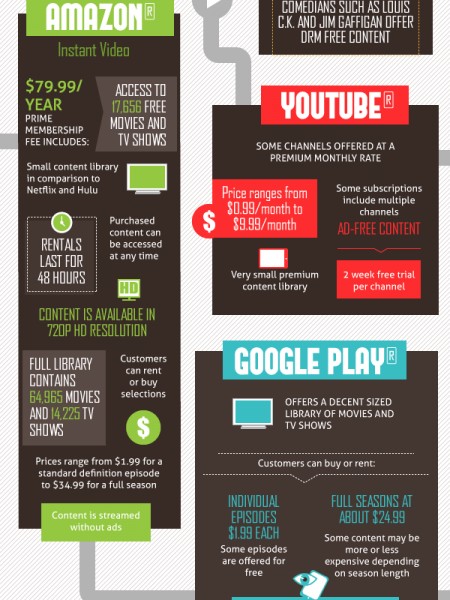 AMAZON®
Instant Video
$79.99/
YEAR
PRIME
MEMBERSHIP
FEE INCLUDES:
ACCESS TO
17,656 FREE
MOVIES AND
TV SHOWS
Small content library
in comparison to
Netflix and Hulu
RENTALS
LAST FOR
48 HOURS
Purchased
content can
be accessed
at any time
HD
CONTENT IS AVAILABLE IN
720P HD RESOLUTION
FULL LIBRARY
CONTAINS
64,965 MOVIES
AND 14,225 TV
SHOWS
Customers
can rent
or buy
selections
$
Prices range from $1.99 for a
standard definition episode
to $34.99 for a full season
Content is streamed
without ads
COMEDIANS SUCH AS LOUIS
C.K. AND JIM GAFFIGAN OFFER
DRM FREE CONTENT
YOUTUBE®
SOME CHANNELS OFFERED AT A
PREMIUM MONTHLY RATE
$
Price ranges from
$0.99/month to
$9.99/month
Some subscriptions
include multiple
channels
AD-FREE CONTENT
Very small premium
content library
2 week free trial
per channel
GOOGLE PLAY®
OFFERS A DECENT SIZED
LIBRARY OF MOVIES AND
TV SHOWS
Customers can buy or rent:
INDIVIDUAL
EPISODES
$1.99 EACH
Some episodes
are offered for
free
FULL SEASONS AT
ABOUT $24.99
Some content may be
more or less
expensive depending
on season length